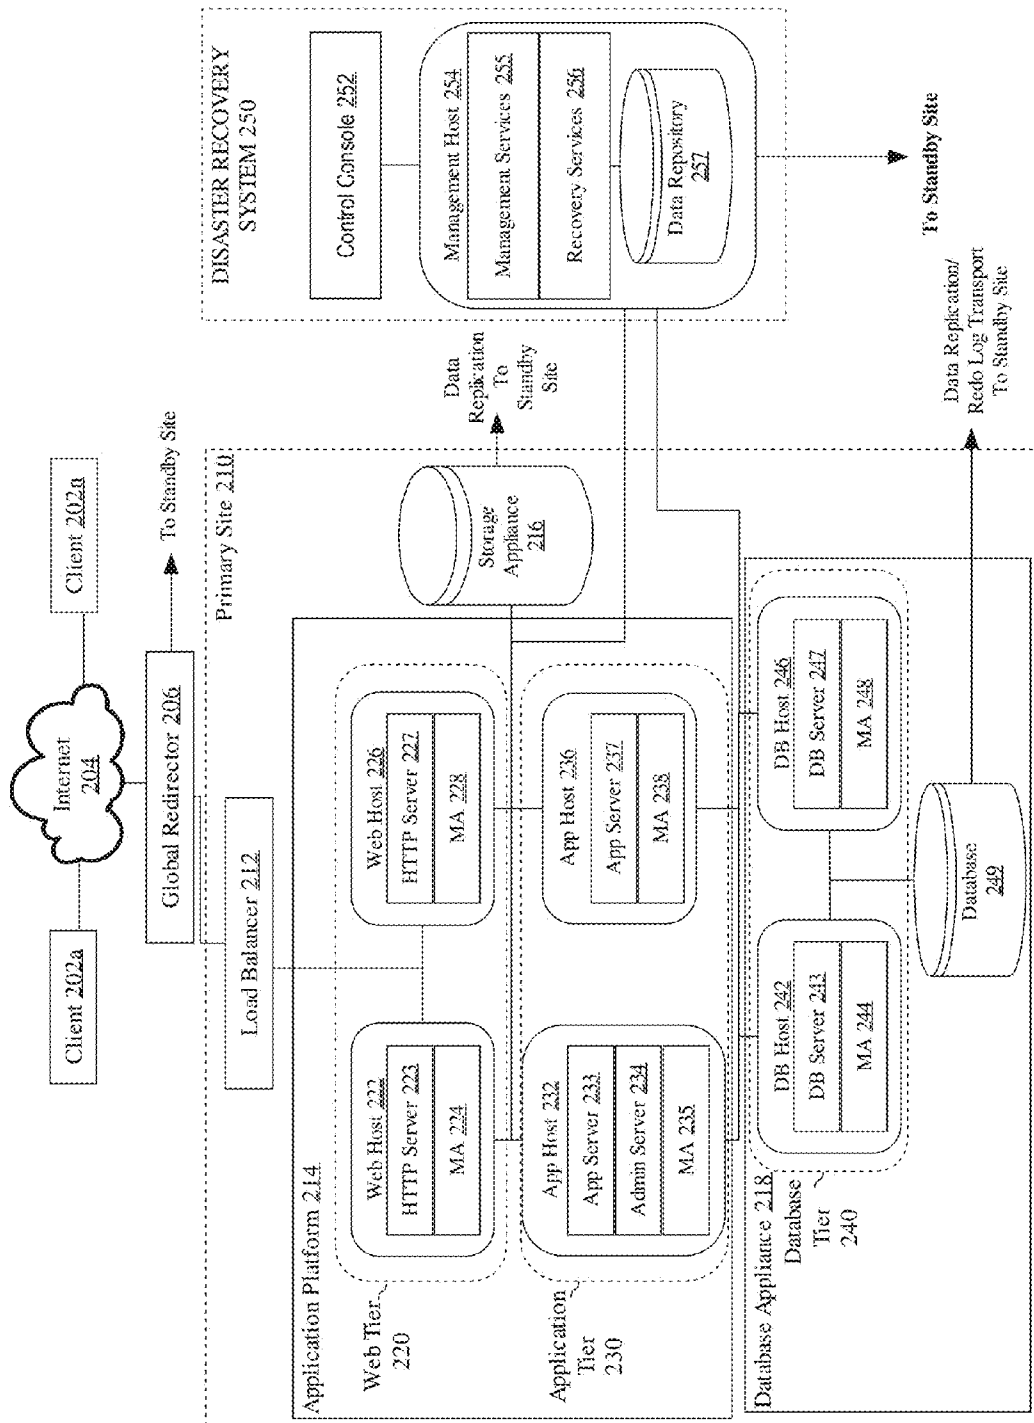 Client 202a
Internet
204
Client 202n
Global Redirector 206
To Standby Site
Load Balancer 212
Primary Site 210
Application Platform 214
Web Tier
220
Web Host 222
HTTP Server 223
MA 224
Web Host 226
HTTP Server 227
MA 228
Storage
Appliance
216
Data
Replication
To
Standby
Site
Application
Tier
230
App Host 232
App Server 233
Admin Server 234
MA 235
App Host 236
App Server 237
MA 238
Database Appliance 218
Database
Tier
240
DB Host 242
DB Server 243
MA 244
DB Host 246
DB Server 247
MA 248
Database
249
Data Replication/
Redo Log Transport
To Standby Site
DISASTER RECOVERY
SYSTEM 250
Control Console 252
Management Host 254
Management Services 255
Recovery Services 256
Data Repository
257
To Standby Site